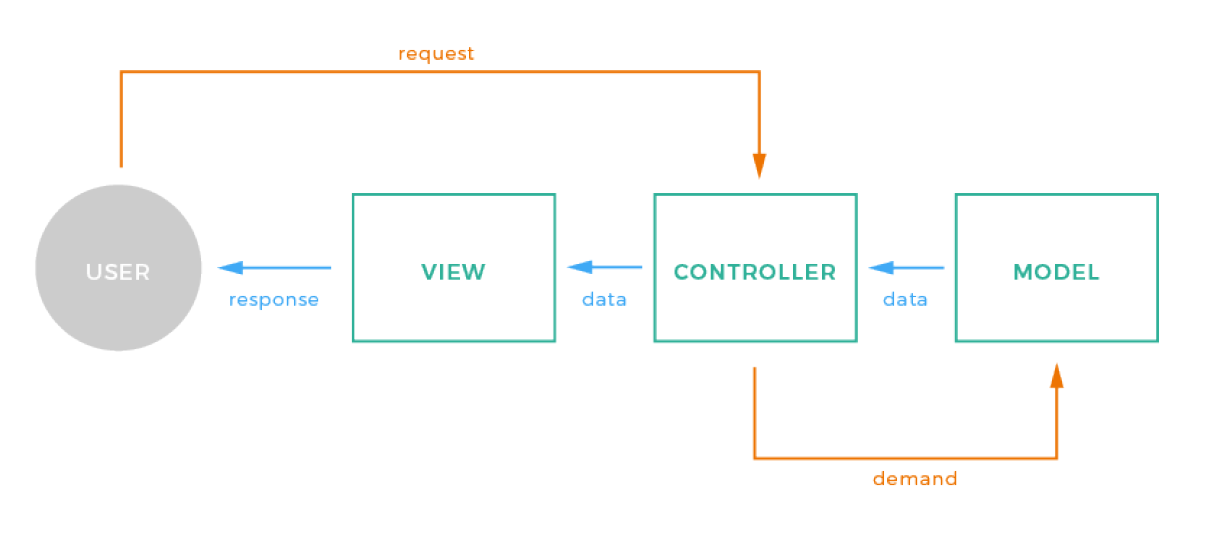 request
USER
VIEW
CONTROLLER
MODEL
response
data
data
demand